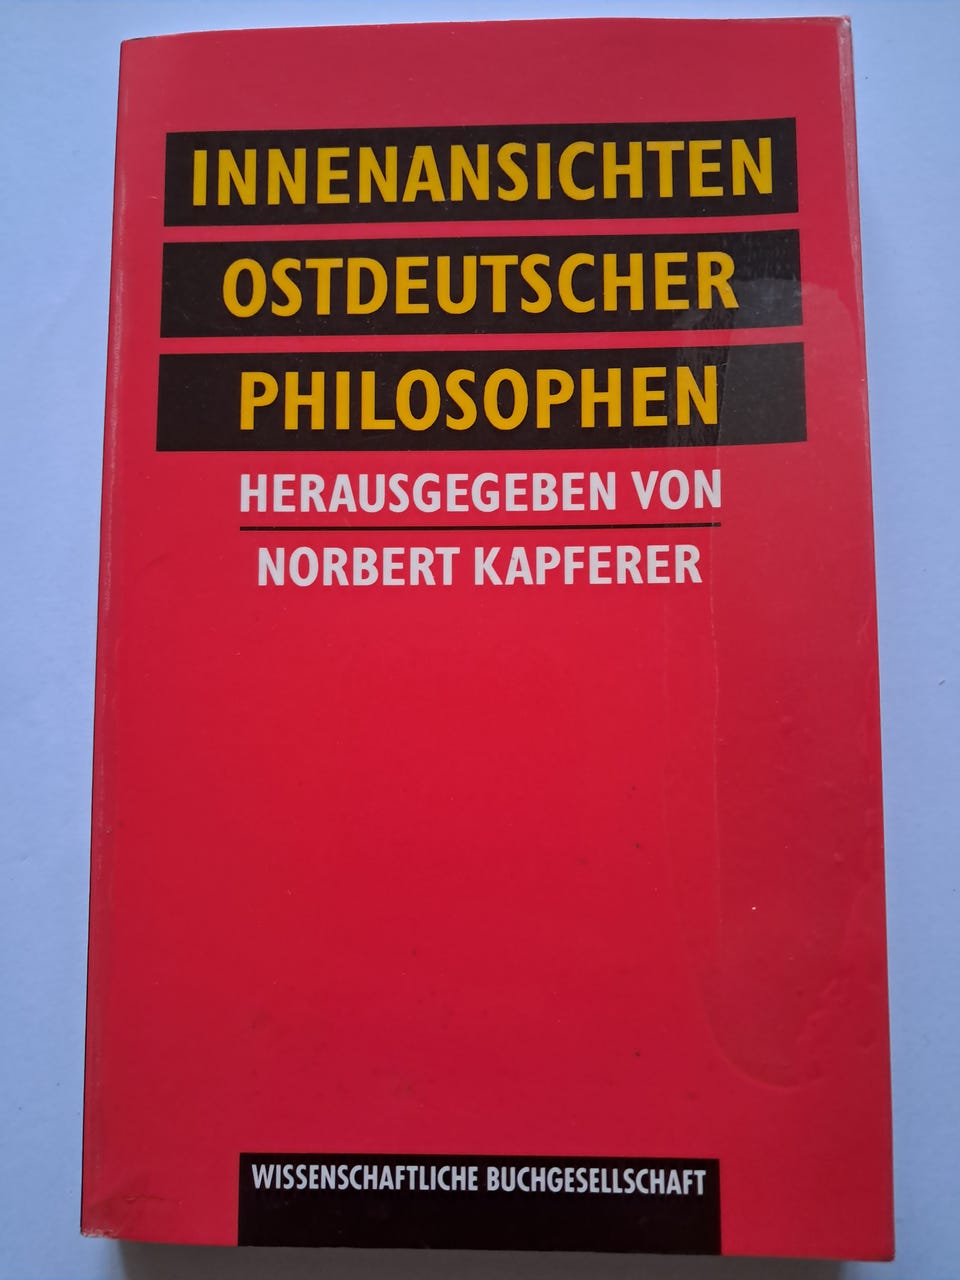 INNENANSICHTEN
OSTDEUTSCHER
PHILOSOPHEN
HERAUSGEGEBEN VON
NORBERT KAPFERER
WISSENSCHAFTLICHE BUCHGESELLSCHAFT